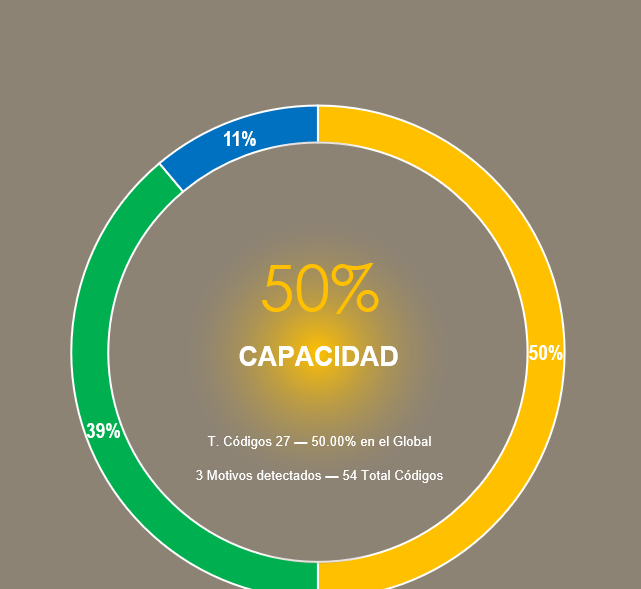 11%
50%
CAPACIDAD
50%
39%
T. Códigos 27 — 50.00% en el Global
3 Motivos detectados — 54 Total Códigos